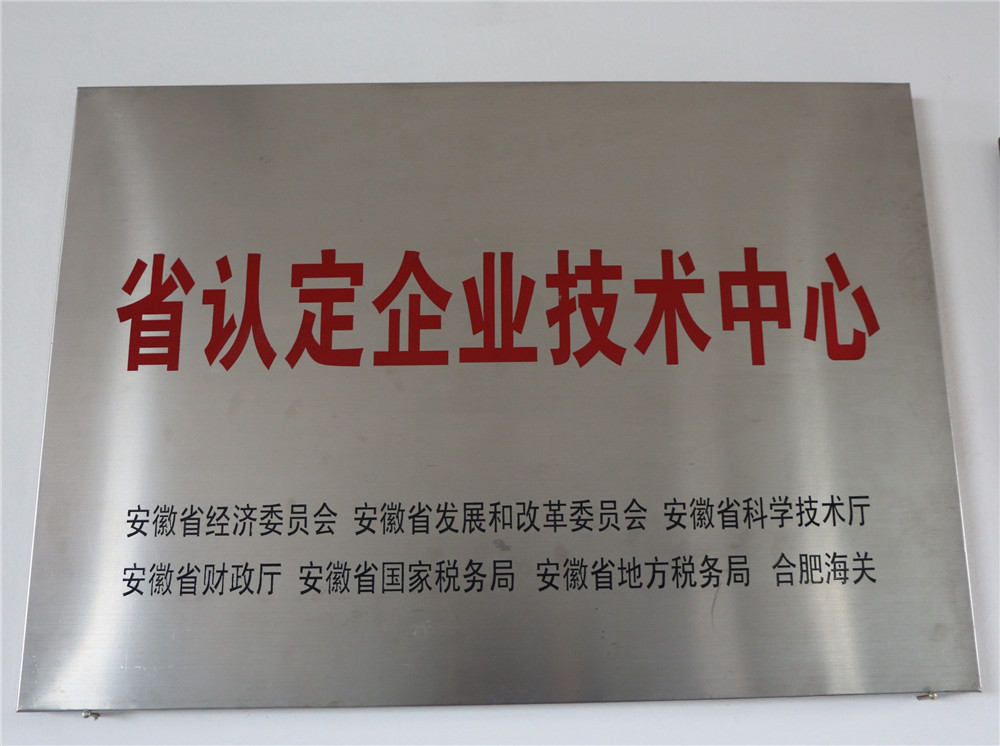 省认定企业技术中心
安徽省经济委员会 安徽省发展和改革委员会 安徽省科学技术厅
安徽省财政厅 安徽省国家税务局 安徽省地方税务局 合肥海关